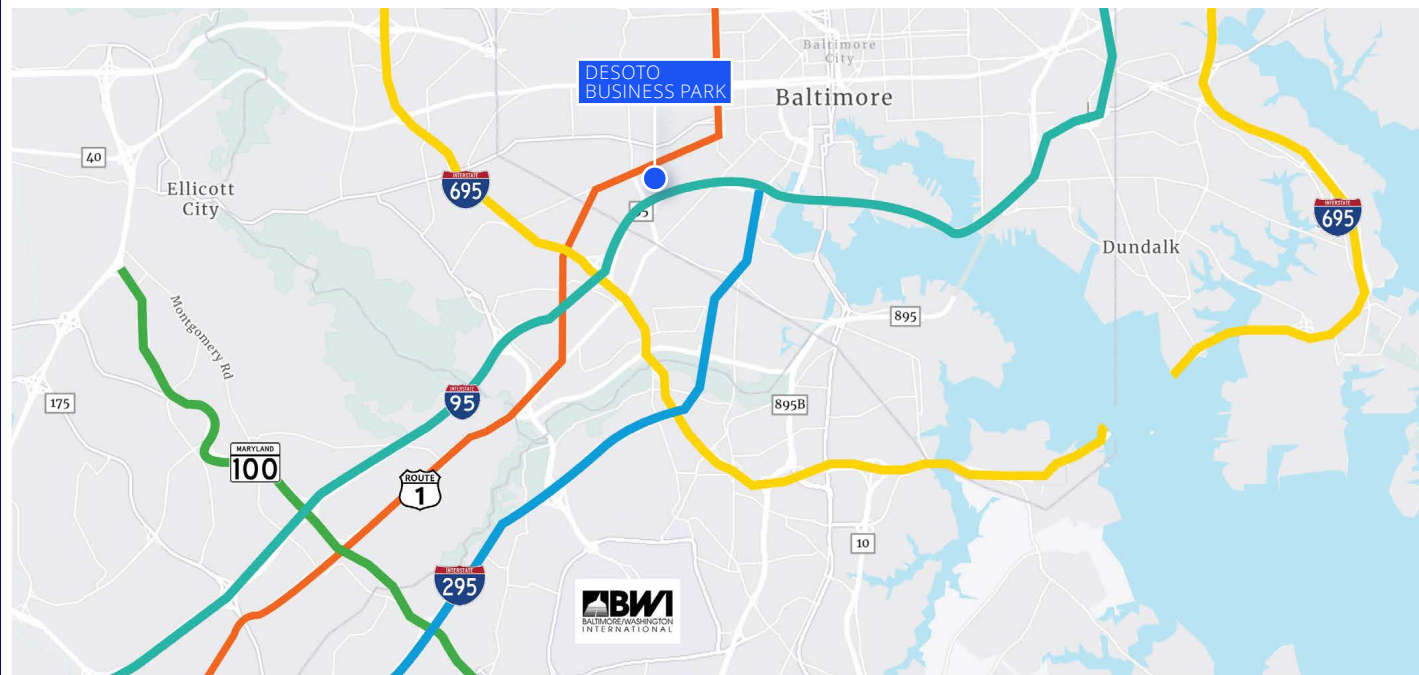 Baltimore
City
DESOTO
BUSINESS PARK
Baltimore
40
Ellicott
City
INTERSTATE
695
INTERSTATE
695
Dundalk
Montgomery Rd
895
175
INTERSTATE
95
895B
MARYLAND
100
ROUTE
1
10
INTERSTATE
295
BWI
BALTIMORE/WASHINGTON
INTERNATIONAL